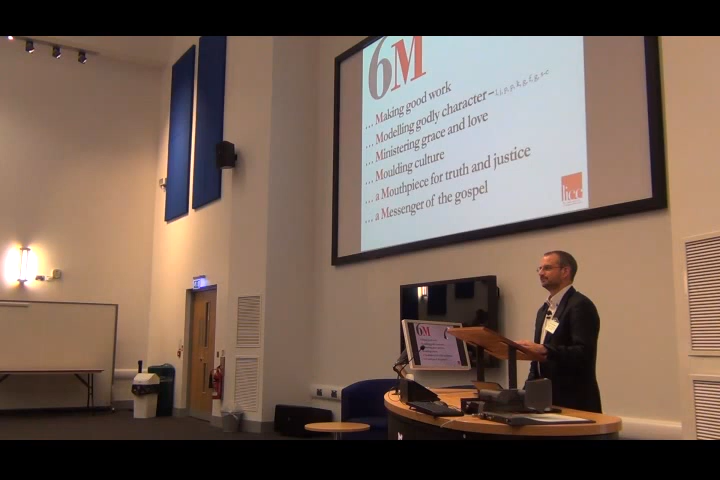 6M
... Making good work
... Modelling godly character –
... Ministering grace and love
... Moulding culture
... a Mouthpiece for truth and justice
... a Messenger of the gospel
licc
6M